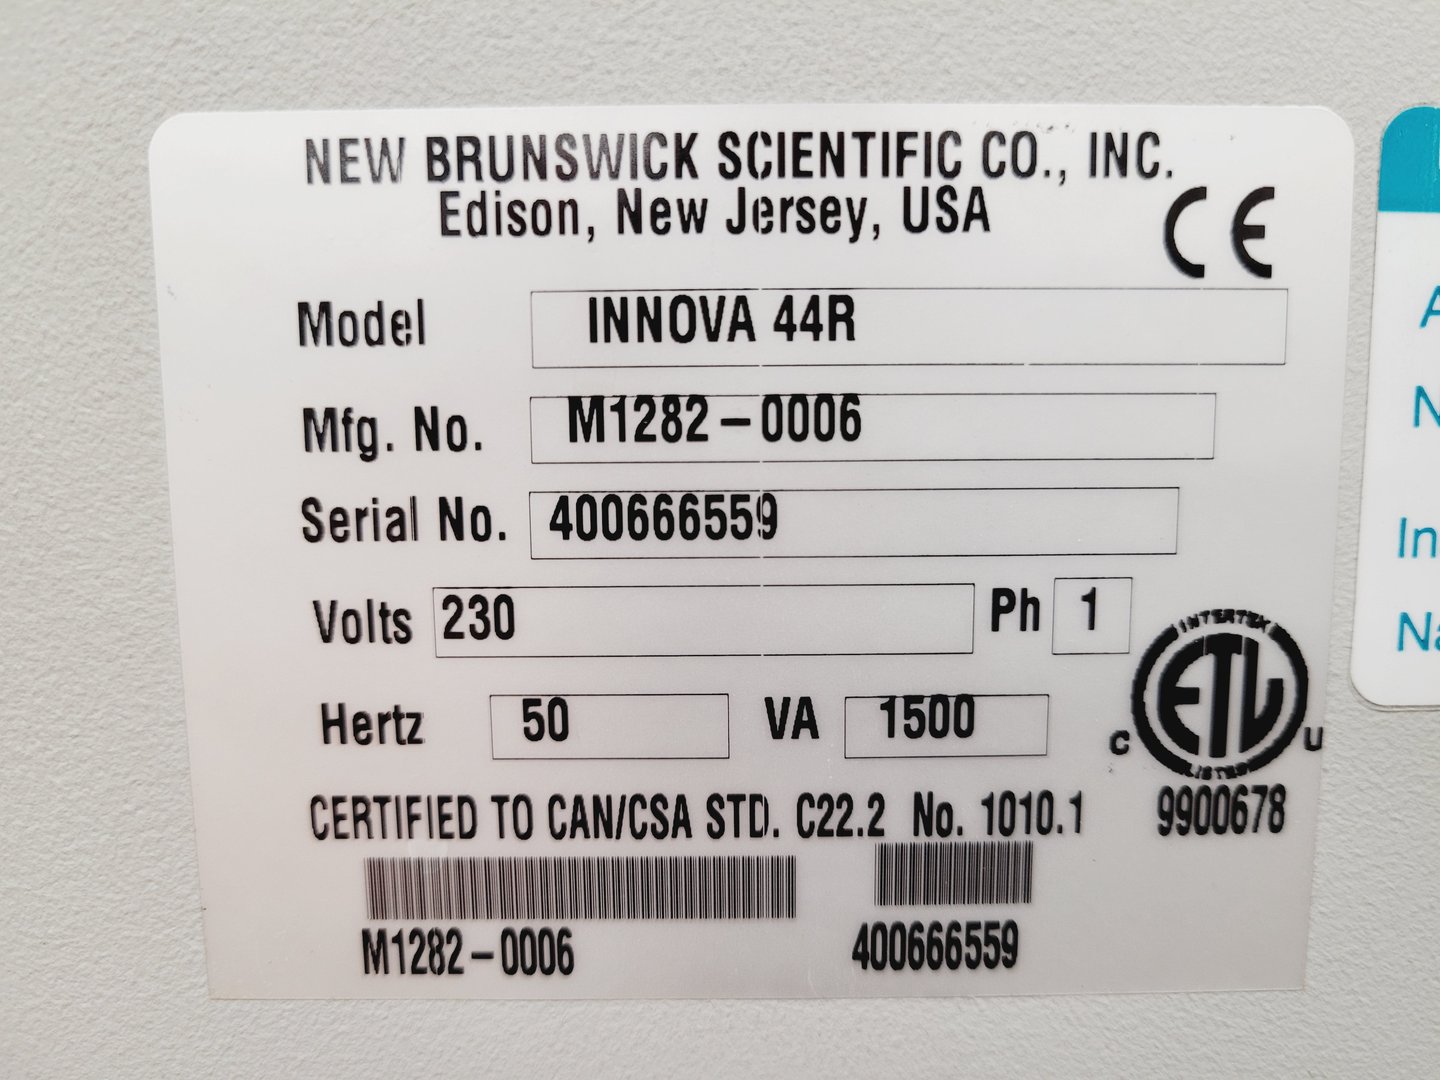 NEW BRUNSWICK SCIENTIFIC CO., INC.
Edison, New Jersey, USA
CE
Model INNOVA 44R
Mfg. No. M1282-0006
Serial No. 400666559
Volts 230 Ph 1
Hertz 50 VA 1500
INTERTEK
ETL
C U
LISTED
CERTIFIED TO CAN/CSA STD. C22.2 No. 1010.1 9900678
M1282-0006 400666559